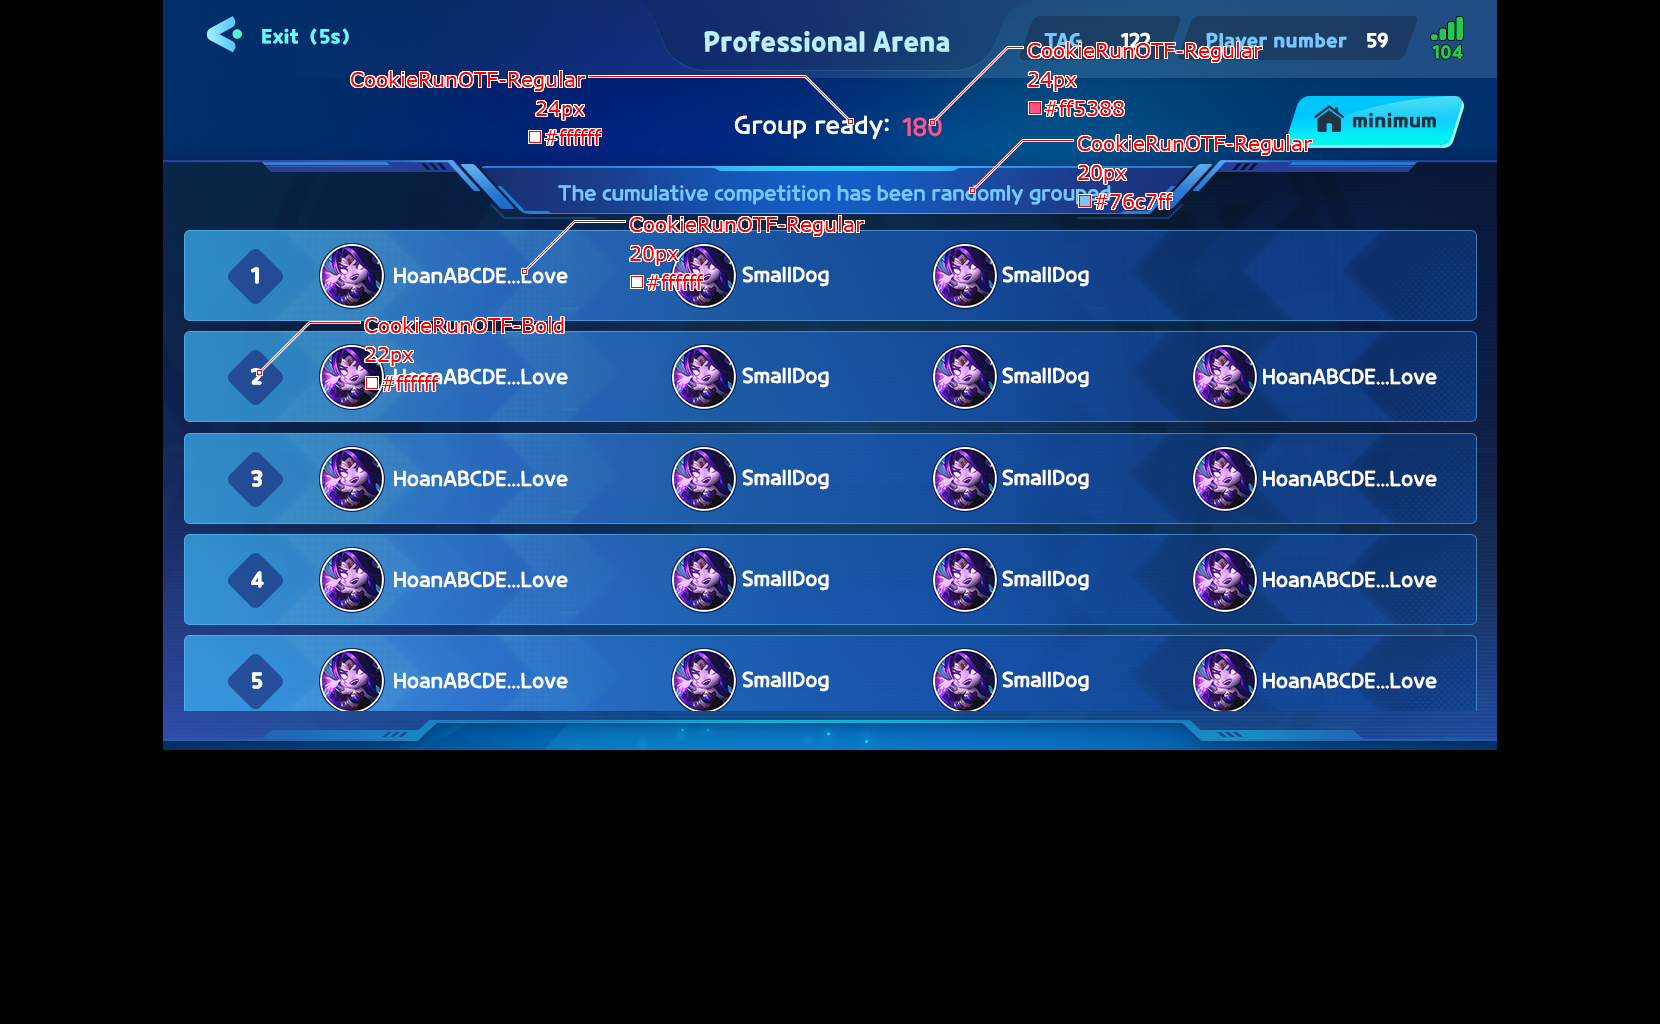 Exit (5s)
Professional Arena
TAG 122
Player number 59
104
CookieRunOTF-Regular
24px
#ffffff
Group ready: 180
CookieRunOTF-Regular
24px
#ff5388
minimum
CookieRunOTF-Regular
20px
#76c7ff
The cumulative competition has been randomly grouped
CookieRunOTF-Regular
20px
#ffffff
1 HoanABCDE...Love SmallDog SmallDog
CookieRunOTF-Bold
22px
#ffffff
2 HoanABCDE...Love SmallDog SmallDog HoanABCDE...Love
3 HoanABCDE...Love SmallDog SmallDog HoanABCDE...Love
4 HoanABCDE...Love SmallDog SmallDog HoanABCDE...Love
5 HoanABCDE...Love SmallDog SmallDog HoanABCDE...Love